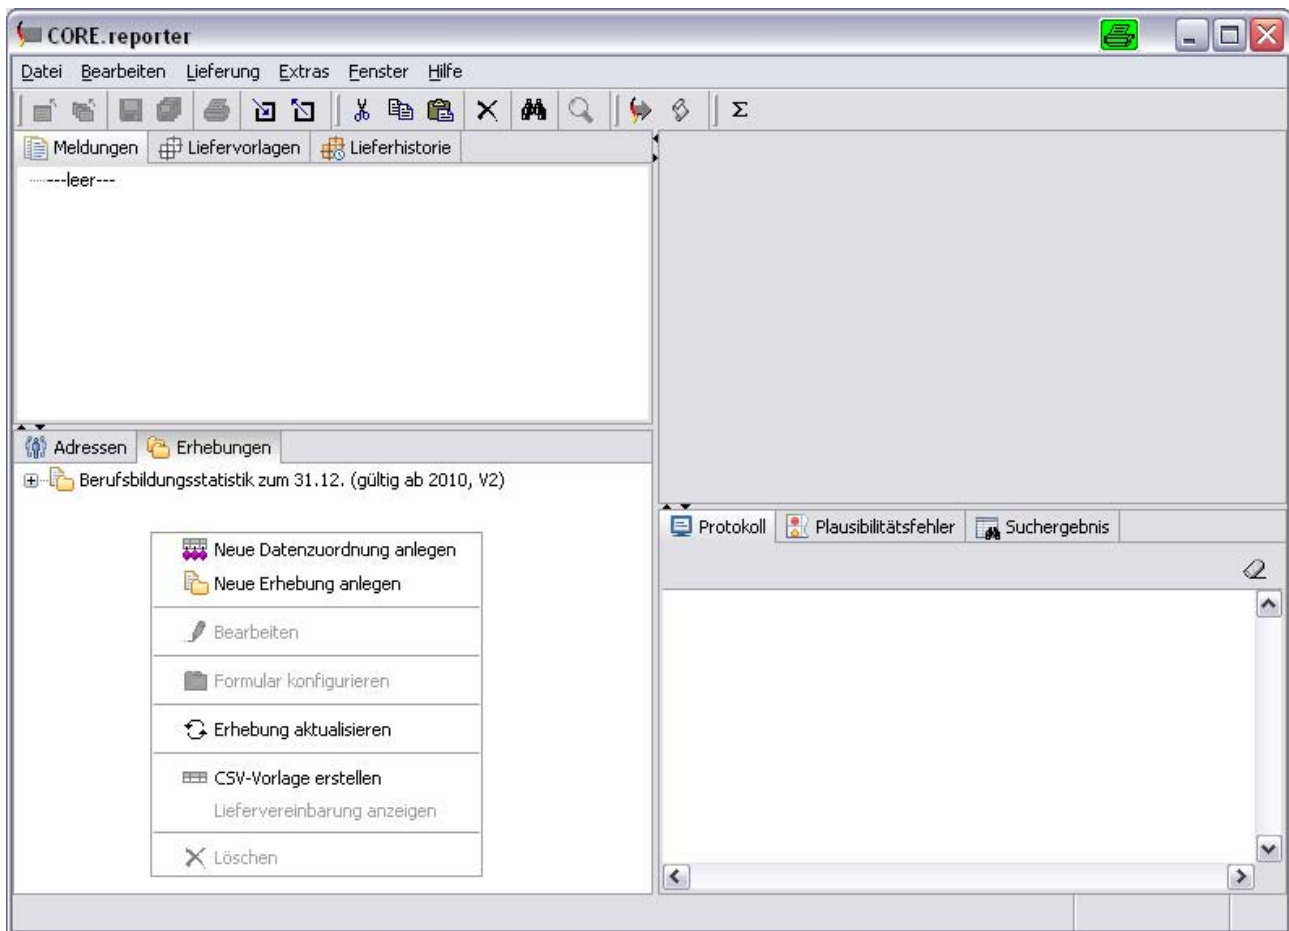 CORE.reporter
Datei Bearbeiten Lieferung Extras Fenster Hilfe
Σ
Meldungen Liefervorlagen Lieferhistorie
---leer---
Adressen Erhebungen
Berufsbildungsstatistik zum 31.12. (gültig ab 2010, V2)
Neue Datenzuordnung anlegen
Neue Erhebung anlegen
Bearbeiten
Formular konfigurieren
Erhebung aktualisieren
CSV-Vorlage erstellen
Liefervereinbarung anzeigen
Löschen
Protokoll Plausibilitätsfehler Suchergebnis